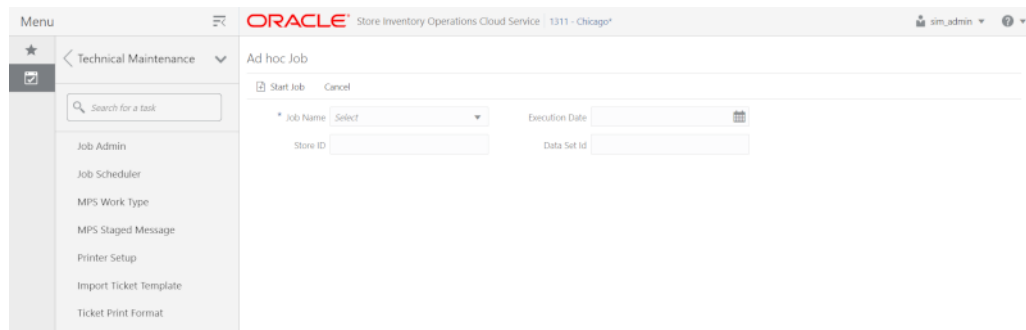 Menu
ORACLE Store Inventory Operations Cloud Service 1311 - Chicago*
sim_admin
Technical Maintenance
Search for a task
Job Admin
Job Scheduler
MPS Work Type
MPS Staged Message
Printer Setup
Import Ticket Template
Ticket Print Format
Ad hoc Job
Start Job Cancel
* Job Name Select Execution Date
Store ID Data Set Id